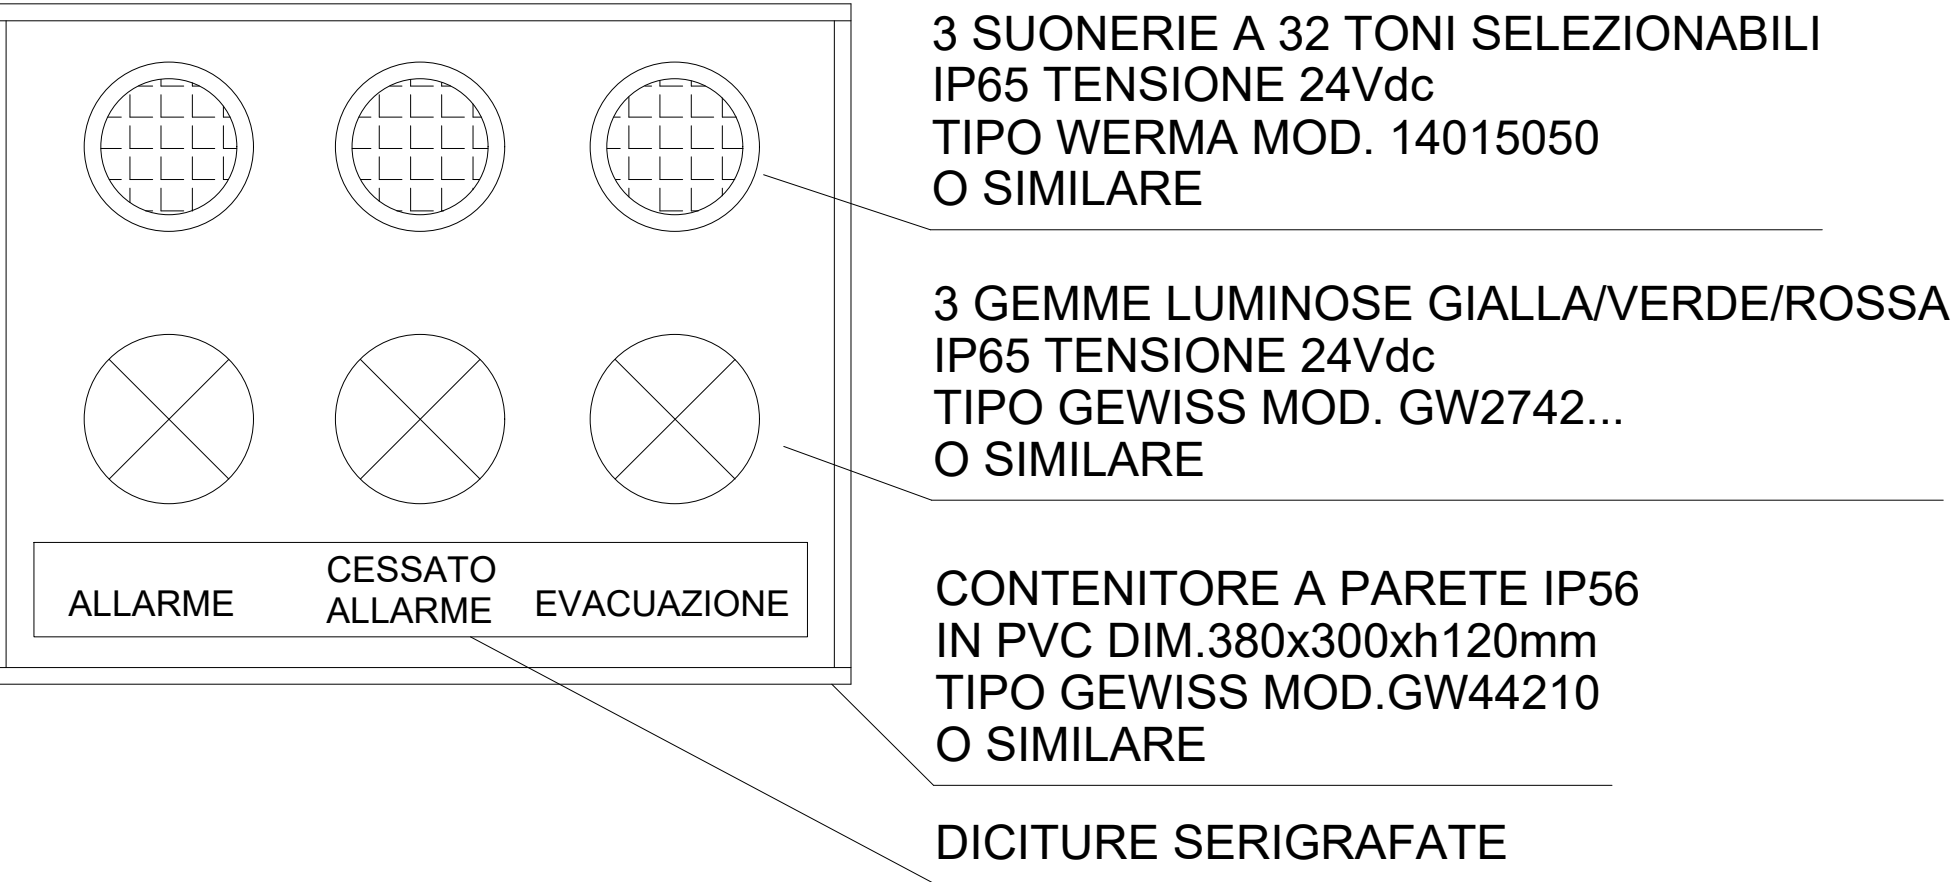 3 SUONERIE A 32 TONI SELEZIONABILI
IP65 TENSIONE 24Vdc
TIPO WERMA MOD. 14015050
O SIMILARE
3 GEMME LUMINOSE GIALLA/VERDE/ROSSA
IP65 TENSIONE 24Vdc
TIPO GEWISS MOD. GW2742...
O SIMILARE
ALLARME
CESSATO
ALLARME
EVACUAZIONE
CONTENITORE A PARETE IP56
IN PVC DIM.380x300xh120mm
TIPO GEWISS MOD.GW44210
O SIMILARE
DICITURE SERIGRAFATE